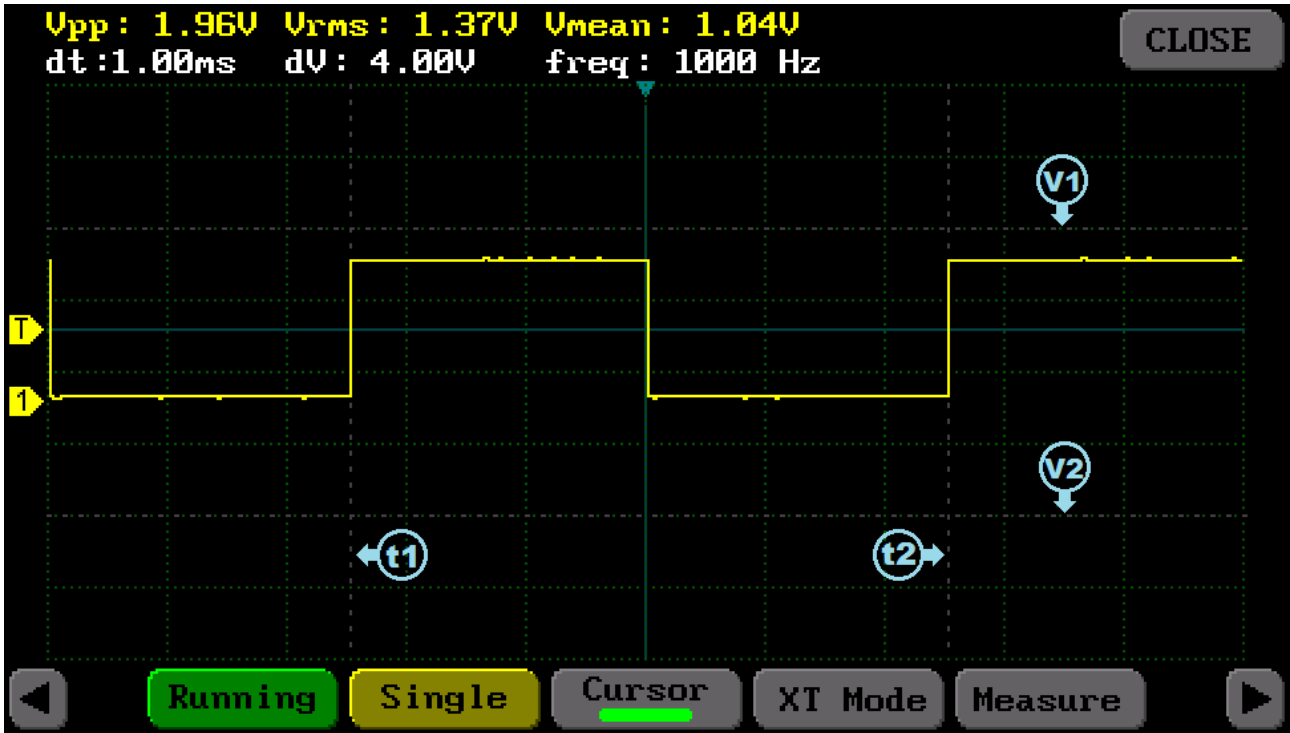 Vpp: 1.96V Vrms: 1.37V Vmean: 1.04V
CLOSE
dt:1.00ms dV: 4.00V freq: 1000 Hz
V1
T
1
V2
t1 t2
Running Single Cursor XT Mode Measure